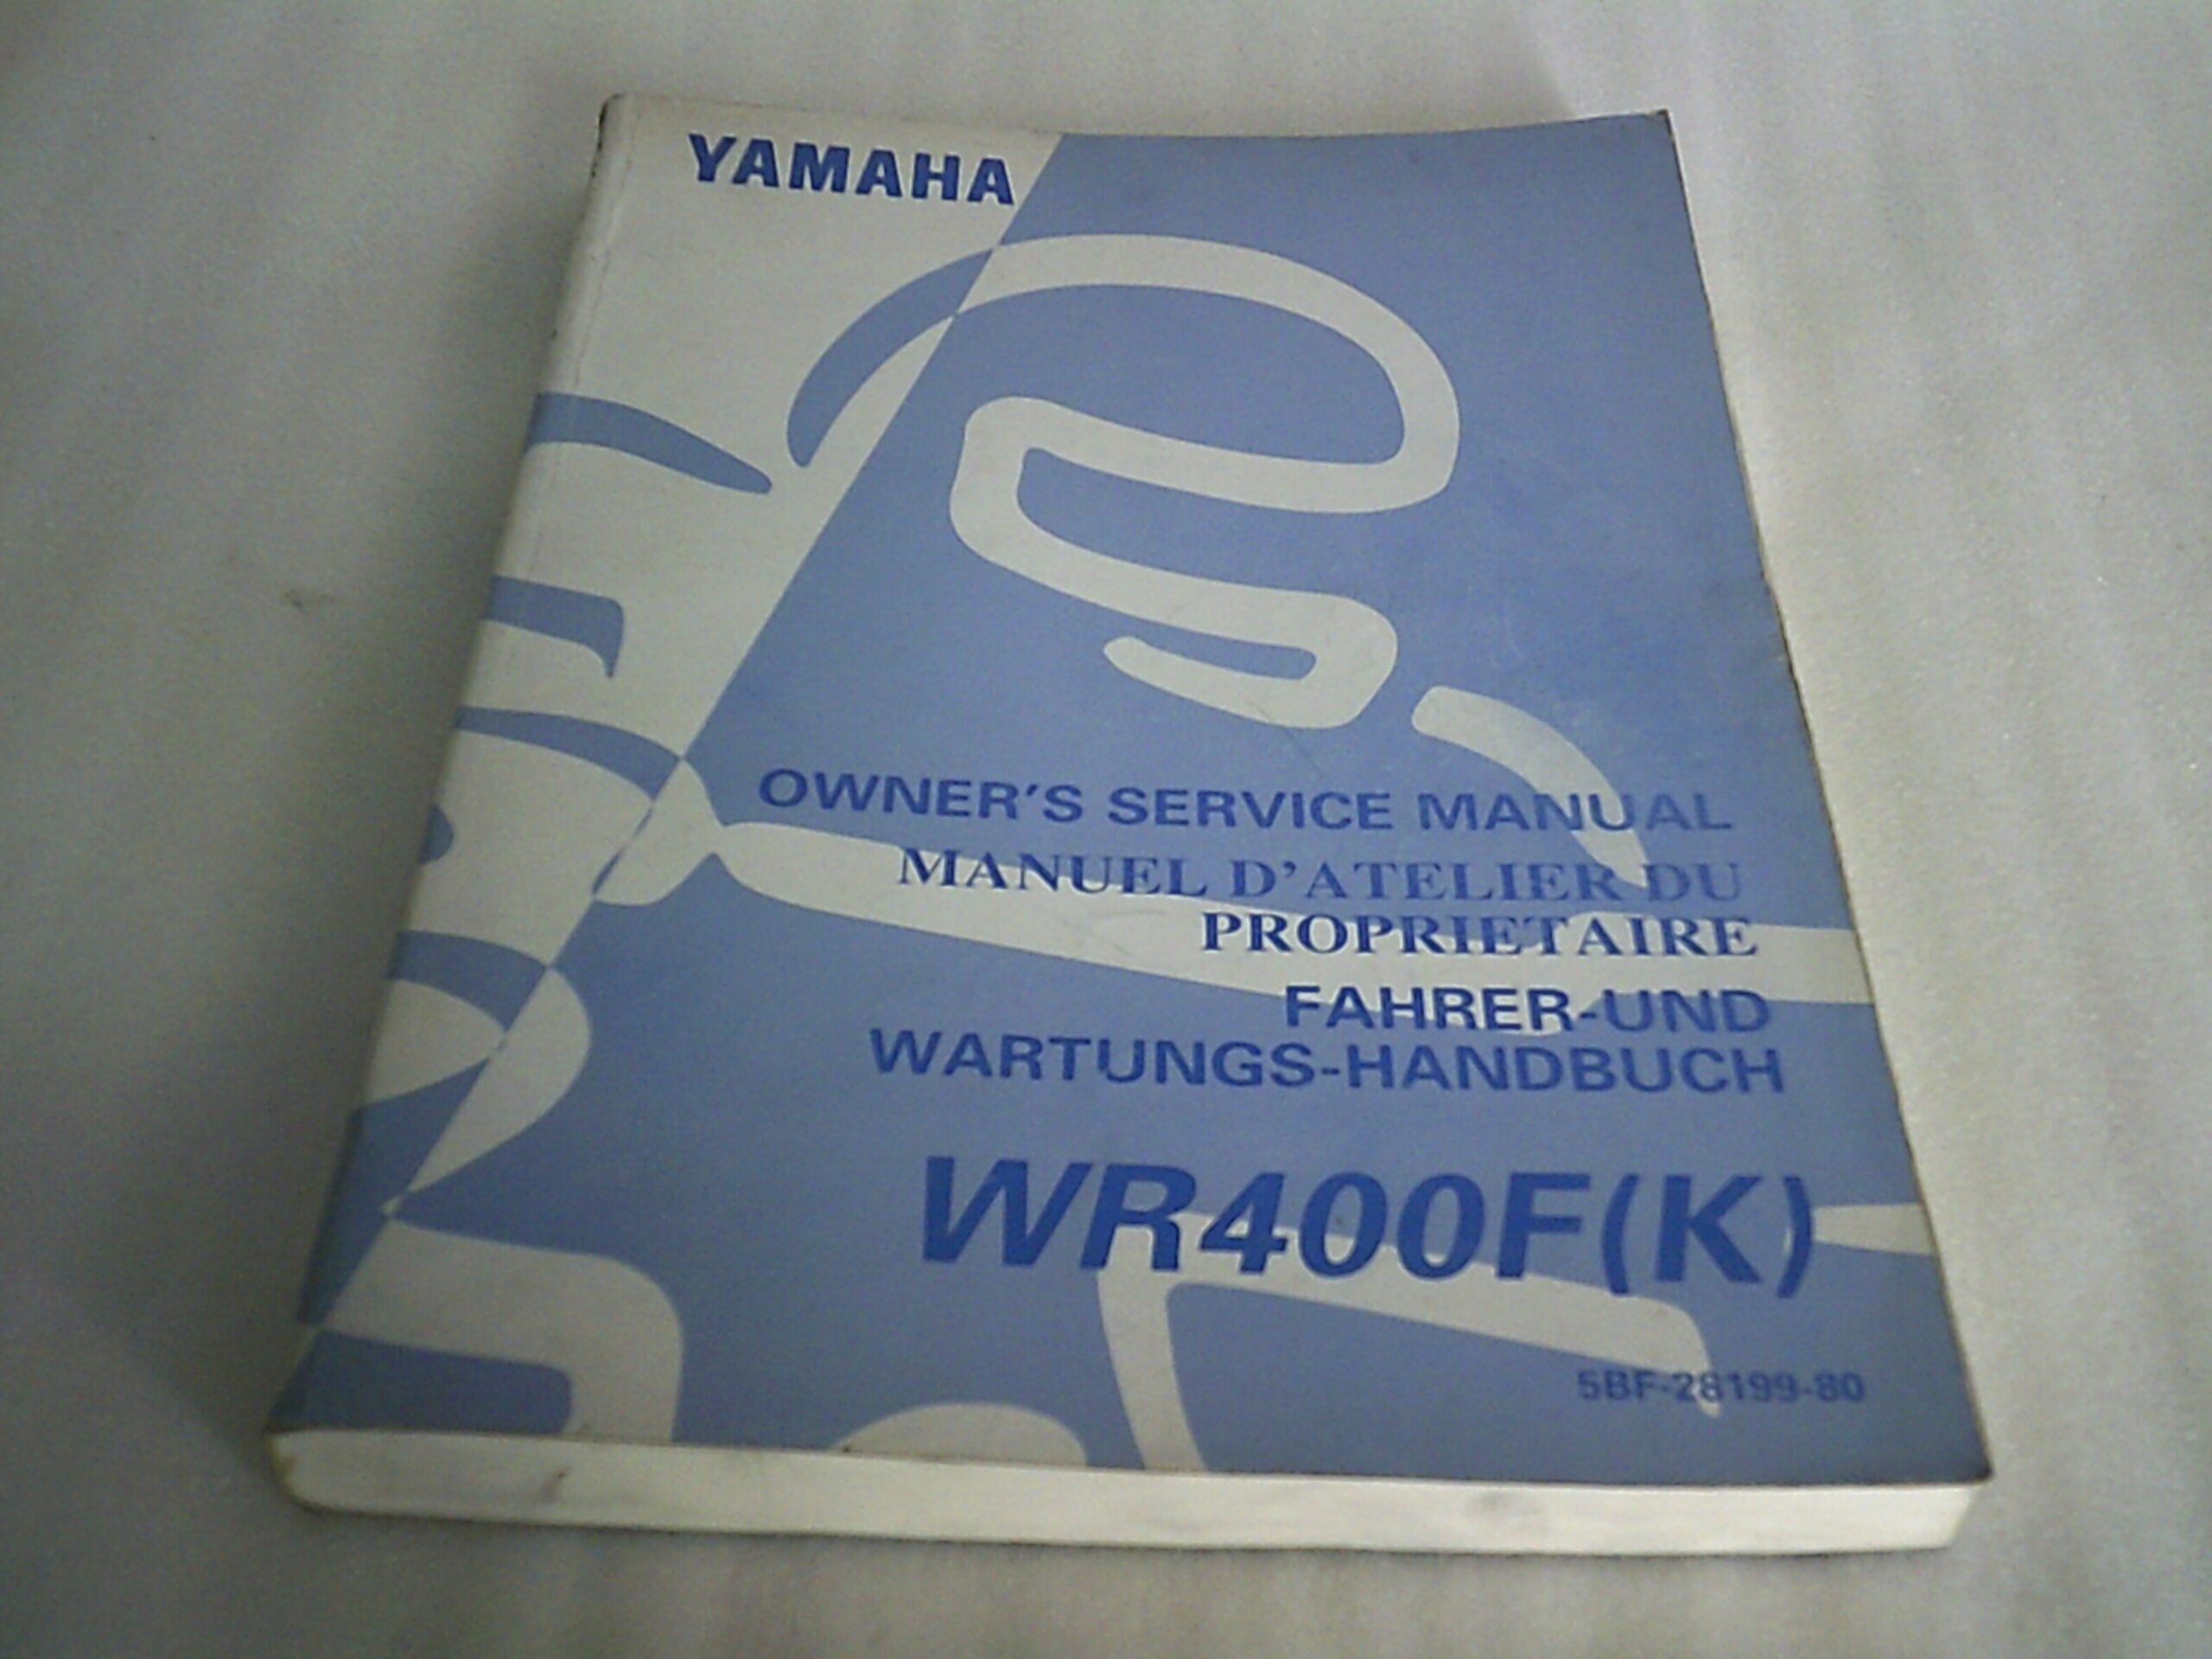 YAMAHA
OWNER'S SERVICE MANUAL
MANUEL D'ATELIER DU
PROPRIETAIRE
FAHRER-UND
WARTUNGS-HANDBUCH
WR400F(K)
5BF-28199-80